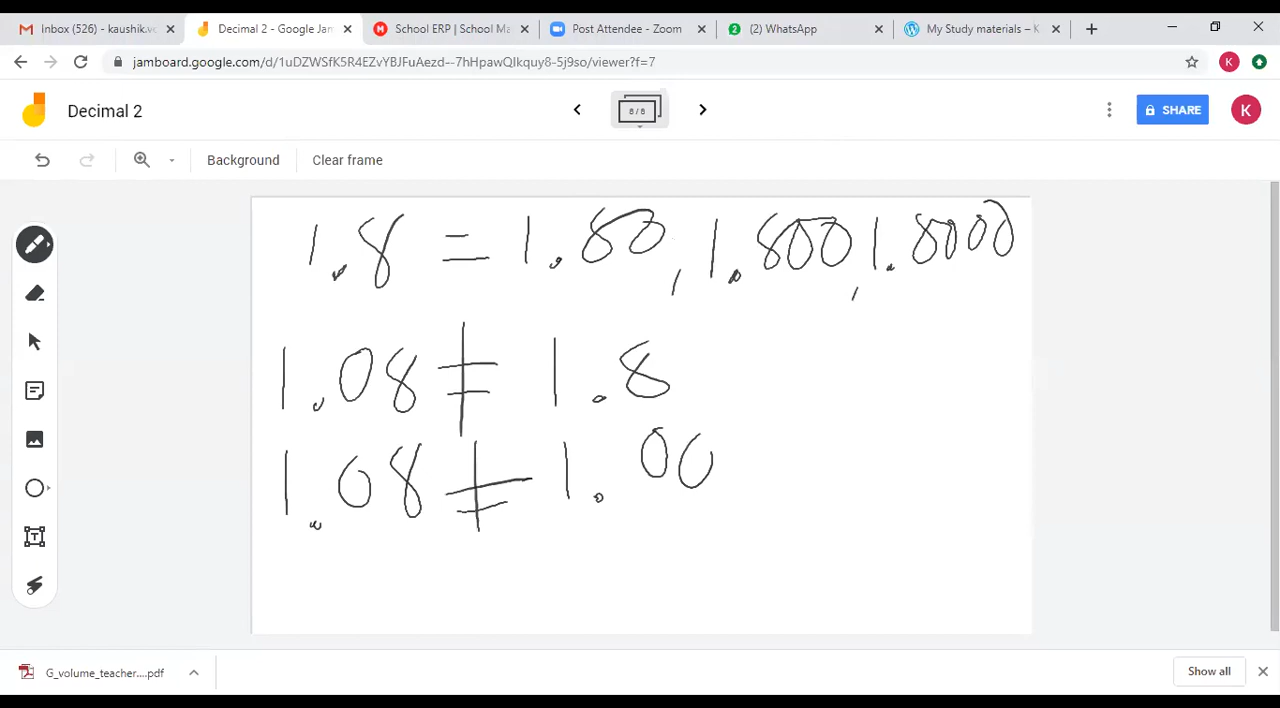 Inbox (526) - kaushik.vc
Decimal 2 - Google Jam
School ERP | School Ma
Post Attendee - Zoom
(2) WhatsApp
My Study materials – K
jamboard.google.com/d/1uDZWSfK5R4EZvYBJFuAezd--7hHpawQIkquy8-5j9so/viewer?f=7
K
Decimal 2
8/8
SHARE
K
Background
Clear frame
1.8 = 1.80, 1.800, 1.8000
1.08 ≠ 1.8
1.08 ≠ 1.00
G_volume_teacher....pdf
Show all